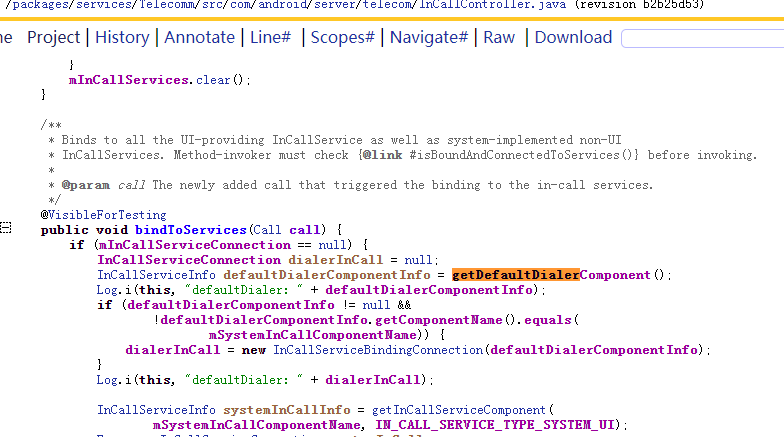 /packages/services/Telecomm/src/com/android/server/telecom/InCallController.java (revision b2b25d53)
me Project | History | Annotate | Line# | Scopes# | Navigate# | Raw | Download
}
mInCallServices.clear();
}
/**
* Binds to all the UI-providing InCallService as well as system-implemented non-UI
* InCallServices. Method-invoker must check {@link #isBoundAndConnectedToServices()} before invoking.
*
* @param call The newly added call that triggered the binding to the in-call services.
*/
@VisibleForTesting
public void bindToServices(Call call) {
if (mInCallServiceConnection == null) {
InCallServiceConnection dialerInCall = null;
InCallServiceInfo defaultDialerComponentInfo = getDefaultDialerComponent();
Log.i(this, "defaultDialer: " + defaultDialerComponentInfo);
if (defaultDialerComponentInfo != null &&
!defaultDialerComponentInfo.getComponentName().equals(
mSystemInCallComponentName)) {
dialerInCall = new InCallServiceBindingConnection(defaultDialerComponentInfo);
}
Log.i(this, "defaultDialer: " + dialerInCall);
InCallServiceInfo systemInCallInfo = getInCallServiceComponent(
mSystemInCallComponentName, IN_CALL_SERVICE_TYPE_SYSTEM_UI);